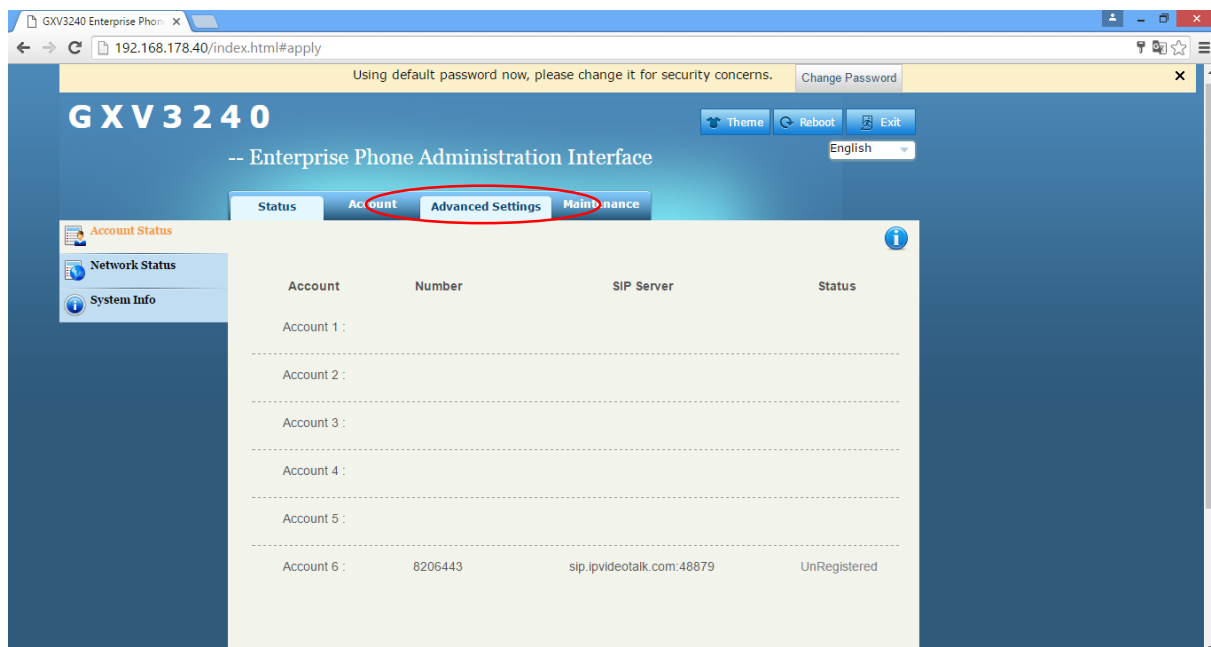 GXV3240 Enterprise Phon
192.168.178.40/index.html#apply
Using default password now, please change it for security concerns. Change Password
GXV3240
Theme Reboot Exit
-- Enterprise Phone Administration Interface
English
Status Account Advanced Settings Maintenance
Account Status
Network Status
System Info
Account Number SIP Server Status
Account 1 :
Account 2 :
Account 3 :
Account 4 :
Account 5 :
Account 6 : 8206443 sip.ipvideotalk.com:48879 UnRegistered